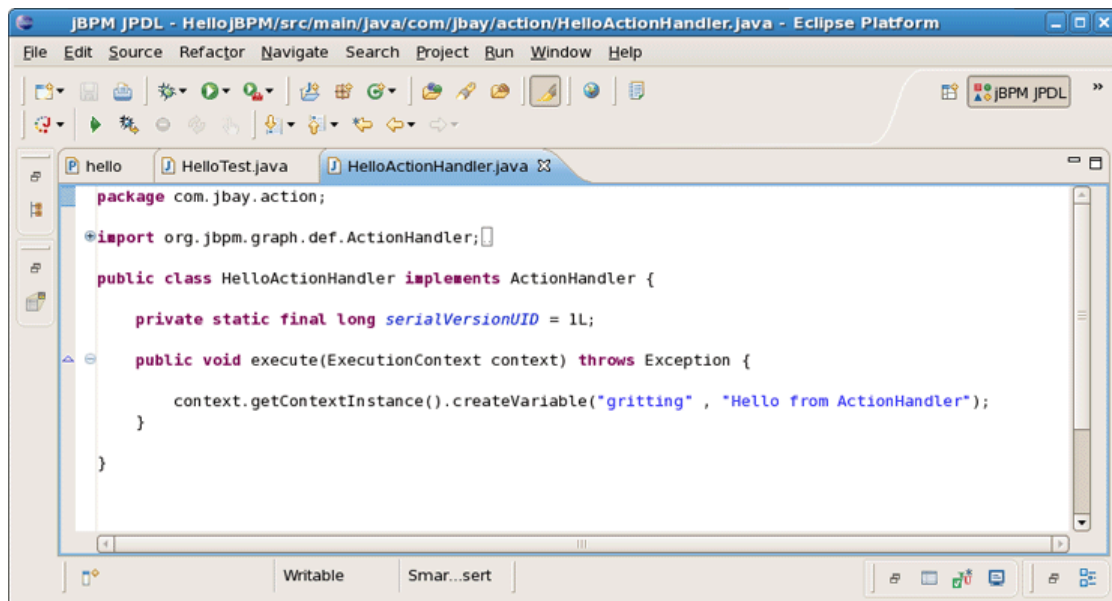 jBPM JPDL - HellojBPM/src/main/java/com/jbay/action/HelloActionHandler.java - Eclipse Platform
File Edit Source Refactor Navigate Search Project Run Window Help
jBPM JPDL »
hello HelloTest.java HelloActionHandler.java
package com.jbay.action;
import org.jbpm.graph.def.ActionHandler;
public class HelloActionHandler implements ActionHandler {
private static final long serialVersionUID = 1L;
public void execute(ExecutionContext context) throws Exception {
context.getContextInstance().createVariable("gritting" , "Hello from ActionHandler");
}
}
Writable Smar...sert